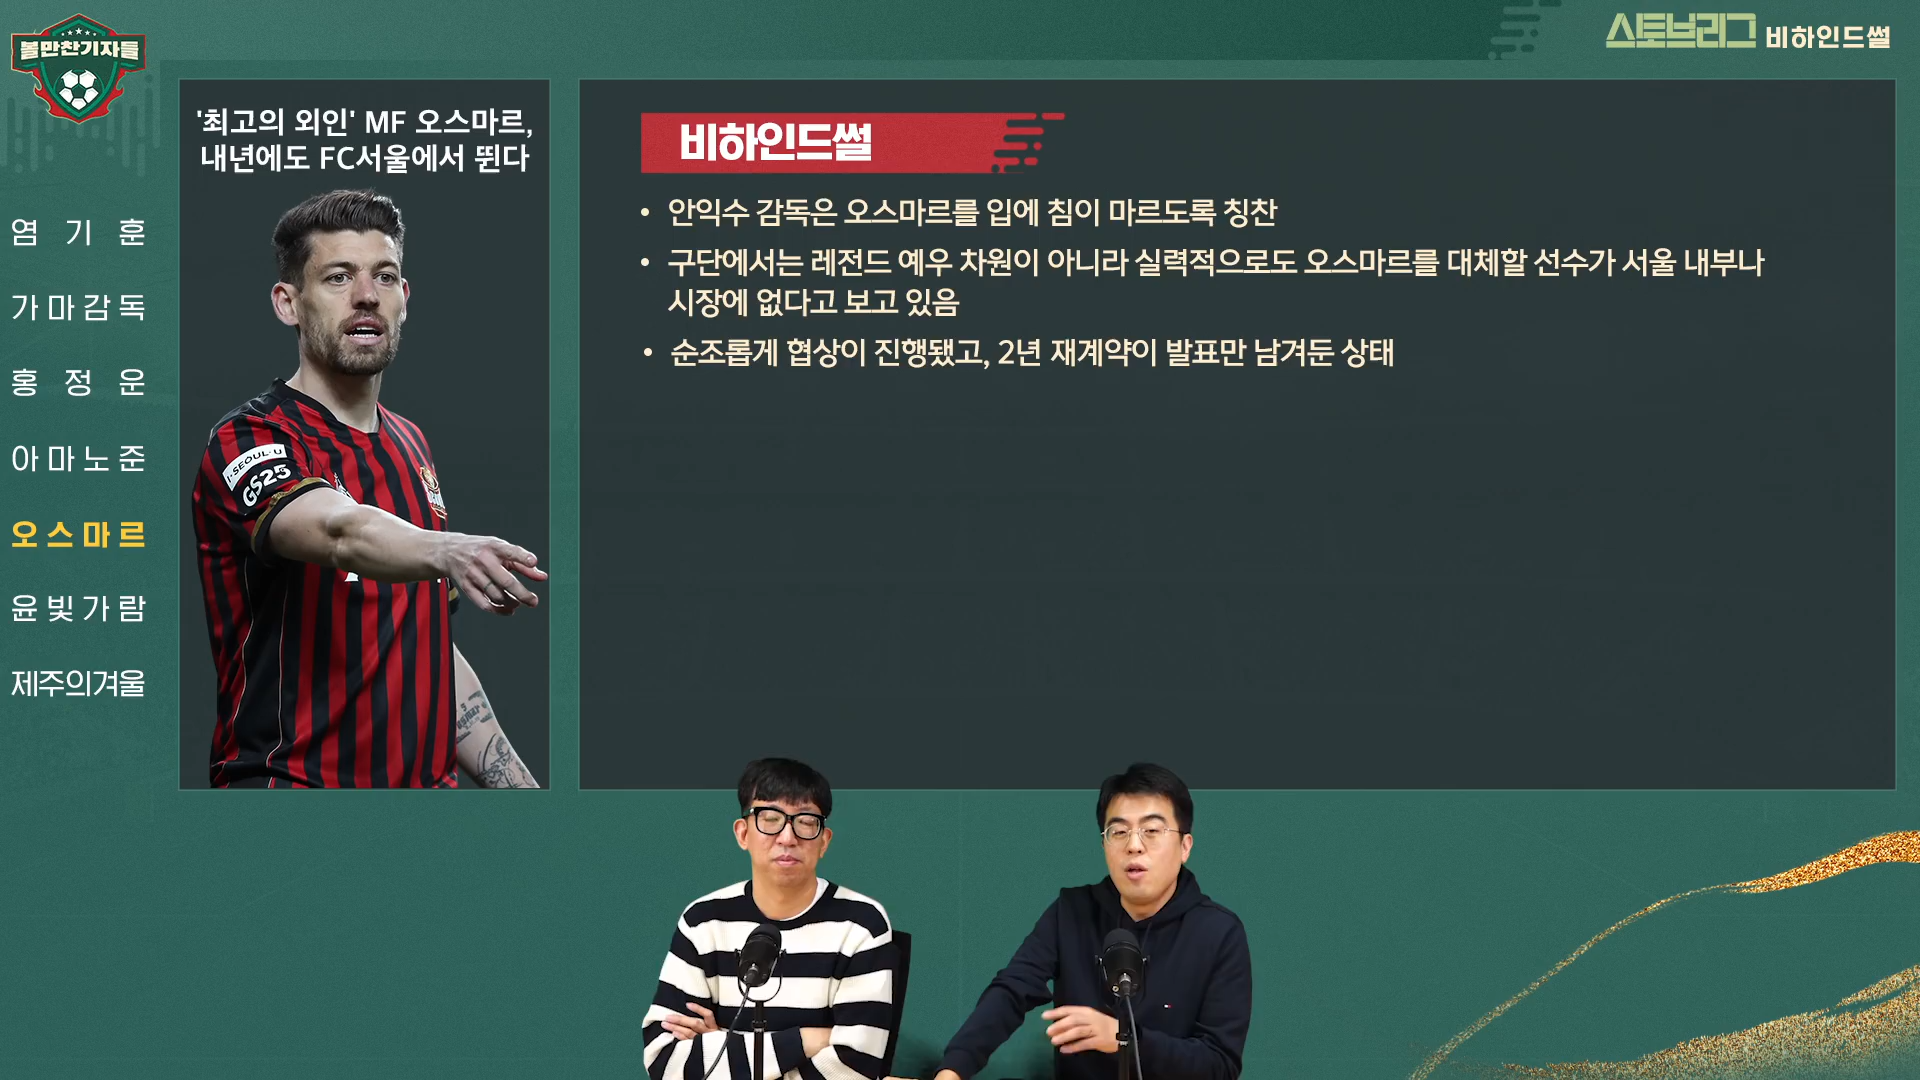 볼만찬기자들
스토브리그 비하인드썰
'최고의 외인' MF 오스마르,
내년에도 FC서울에서 뛴다
염기훈
가마감독
홍정운
아마노준
오스마르
윤빛가람
제주의겨울
I·SEOUL·U
GS25
비하인드썰
• 안익수 감독은 오스마르를 입에 침이 마르도록 칭찬
• 구단에서는 레전드 예우 차원이 아니라 실력적으로도 오스마르를 대체할 선수가 서울 내부나
시장에 없다고 보고 있음
• 순조롭게 협상이 진행됐고, 2년 재계약이 발표만 남겨둔 상태